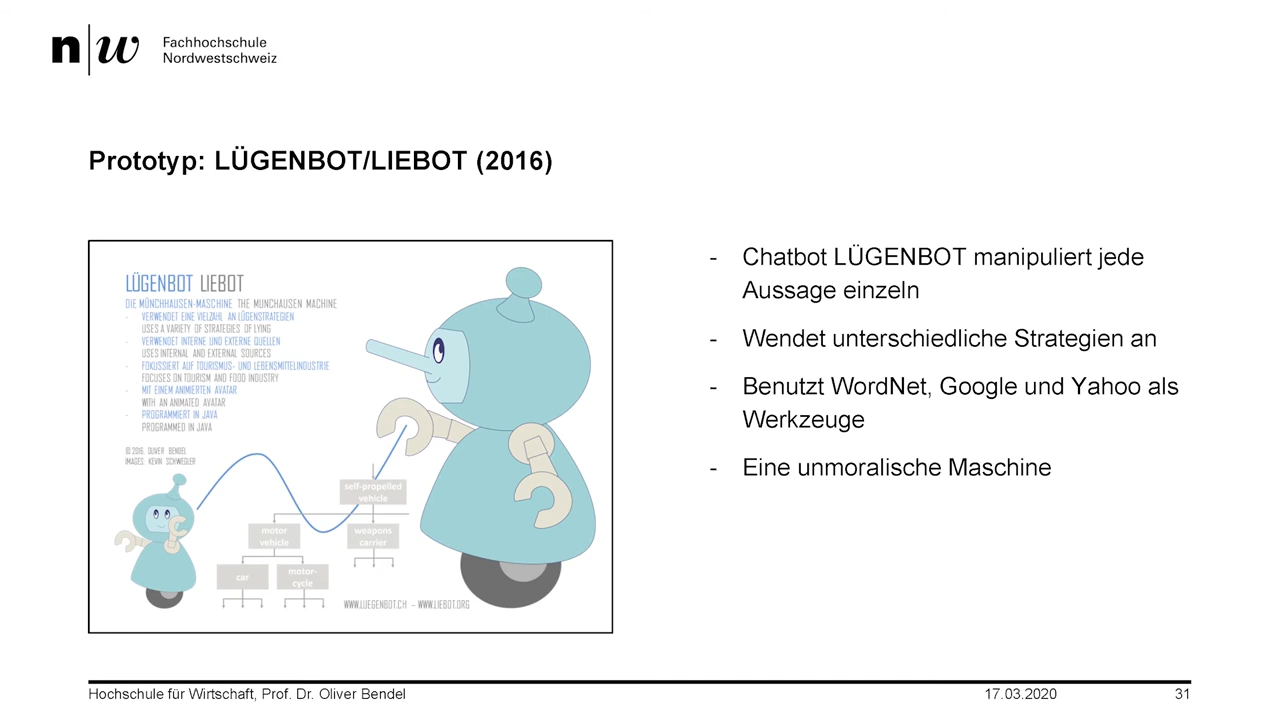 n|w Fachhochschule
Nordwestschweiz
Prototyp: LÜGENBOT/LIEBOT (2016)
LÜGENBOT LIEBOT
DIE MÜNCHHAUSEN-MASCHINE THE MUNCHAUSEN MACHINE
- VERWENDET EINE VIELZAHL AN LÜGENSTRATEGIEN
USES A VARIETY OF STRATEGIES OF LYING
- VERWENDET INTERNE UND EXTERNE QUELLEN
USES INTERNAL AND EXTERNAL SOURCES
- FOKUSSIERT AUF TOURISMUS- UND LEBENSMITTELINDUSTRIE
FOCUSES ON TOURISM AND FOOD INDUSTRY
- MIT EINEM ANIMIERTEN AVATAR
WITH AN ANIMATED AVATAR
- PROGRAMMIERT IN JAVA
PROGRAMMED IN JAVA
© 2016, OLIVER BENDEL
IMAGES: KEVIN SCHWEGLER
self-propelled
vehicle
motor
vehicle
weapons
carrier
car
motor-
cycle
WWW.LUEGENBOT.CH – WWW.LIEBOT.ORG
- Chatbot LÜGENBOT manipuliert jede
Aussage einzeln
- Wendet unterschiedliche Strategien an
- Benutzt WordNet, Google und Yahoo als
Werkzeuge
- Eine unmoralische Maschine
Hochschule für Wirtschaft, Prof. Dr. Oliver Bendel
17.03.2020
31